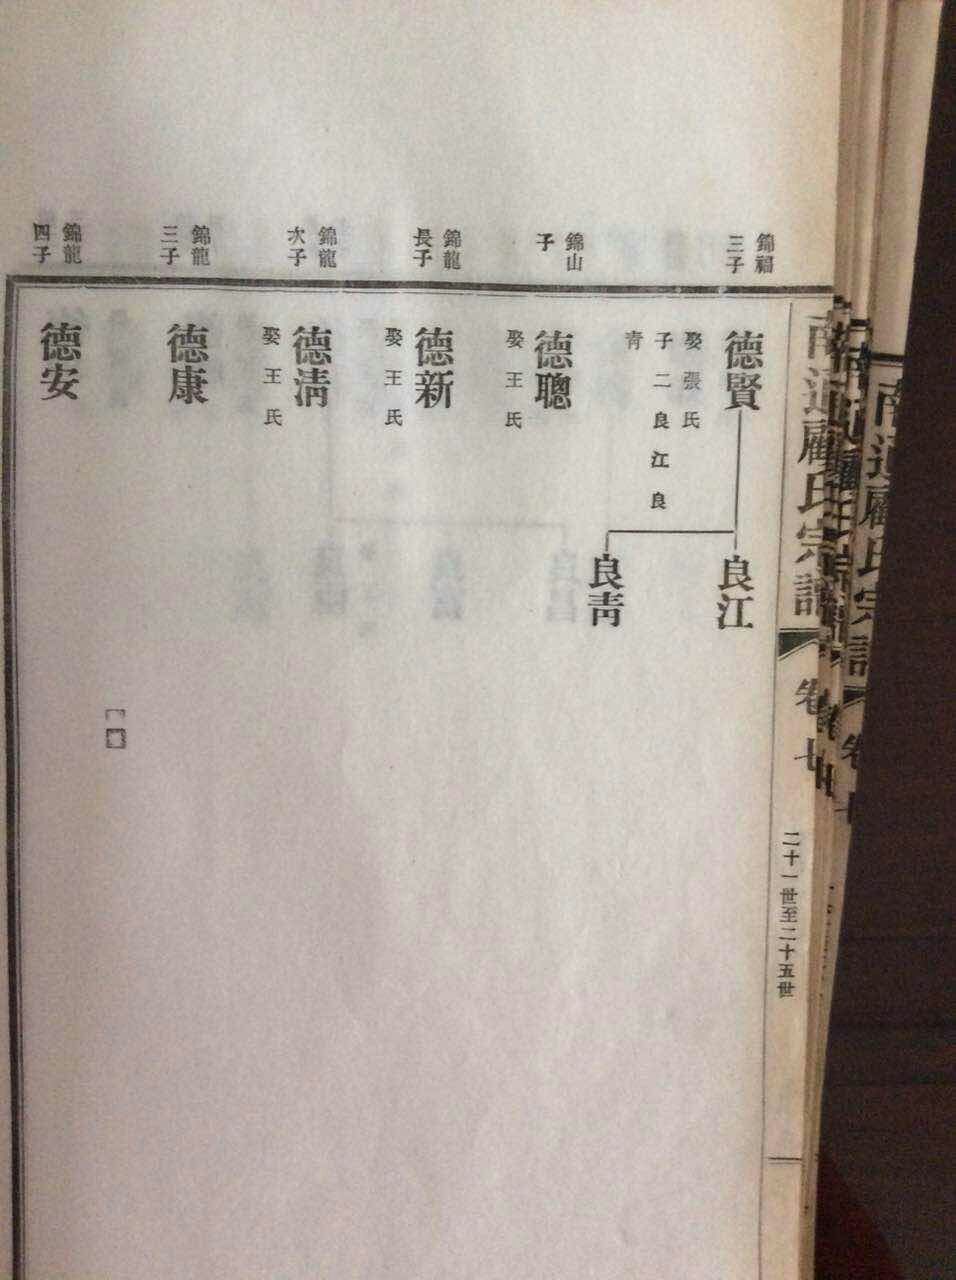 南通顧氏宗譜
卷七
二十一世至二十五世
錦福
三子
德賢
娶張氏
子二良江良
青
良江
良青
錦山
子
德聰
娶王氏
錦龍
長子
德新
娶王氏
錦龍
次子
德清
娶王氏
錦龍
三子
德康
錦龍
四子
德安